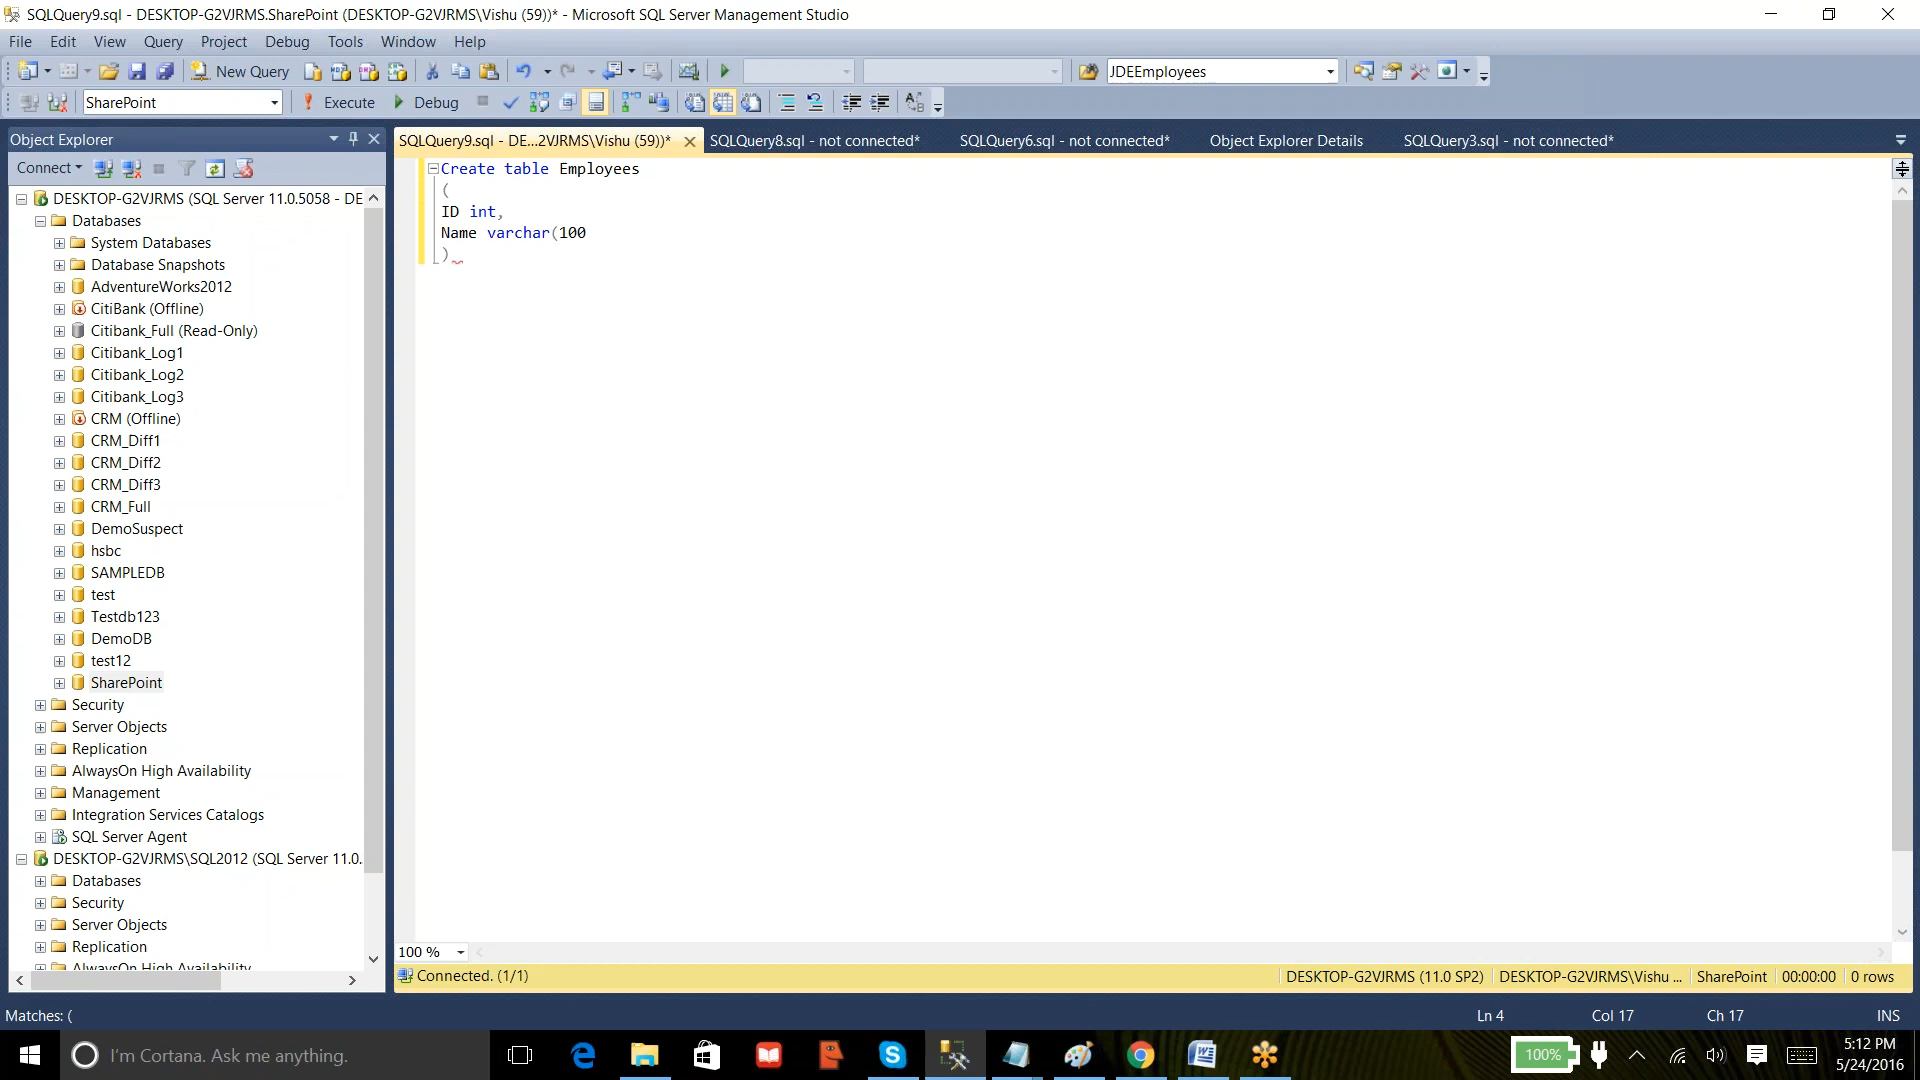 SQLQuery9.sql - DESKTOP-G2VJRMS.SharePoint (DESKTOP-G2VJRMS\Vishu (59))* - Microsoft SQL Server Management Studio
File Edit View Query Project Debug Tools Window Help
New Query JDEEmployees
SharePoint Execute Debug
Object Explorer
SQLQuery9.sql - DE...2VJRMS\Vishu (59))* SQLQuery8.sql - not connected* SQLQuery6.sql - not connected* Object Explorer Details SQLQuery3.sql - not connected*
Connect
DESKTOP-G2VJRMS (SQL Server 11.0.5058 - DE
Databases
System Databases
Database Snapshots
AdventureWorks2012
CitiBank (Offline)
Citibank_Full (Read-Only)
Citibank_Log1
Citibank_Log2
Citibank_Log3
CRM (Offline)
CRM_Diff1
CRM_Diff2
CRM_Diff3
CRM_Full
DemoSuspect
hsbc
SAMPLEDB
test
Testdb123
DemoDB
test12
SharePoint
Security
Server Objects
Replication
AlwaysOn High Availability
Management
Integration Services Catalogs
SQL Server Agent
DESKTOP-G2VJRMS\SQL2012 (SQL Server 11.0.
Databases
Security
Server Objects
Replication
AlwaysOn High Availability
Create table Employees
(
ID int,
Name varchar(100
)
100 %
Connected. (1/1) DESKTOP-G2VJRMS (11.0 SP2) DESKTOP-G2VJRMS\Vishu ... SharePoint 00:00:00 0 rows
Matches: ( Ln 4 Col 17 Ch 17 INS
I'm Cortana. Ask me anything. 100% 5:12 PM
5/24/2016